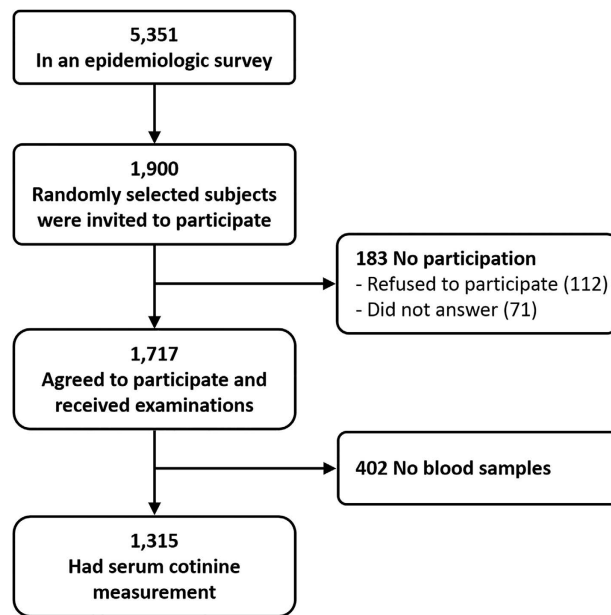 5,351
In an epidemiologic survey
1,900
Randomly selected subjects
were invited to participate
183 No participation
- Refused to participate (112)
- Did not answer (71)
1,717
Agreed to participate and
received examinations
402 No blood samples
1,315
Had serum cotinine
measurement